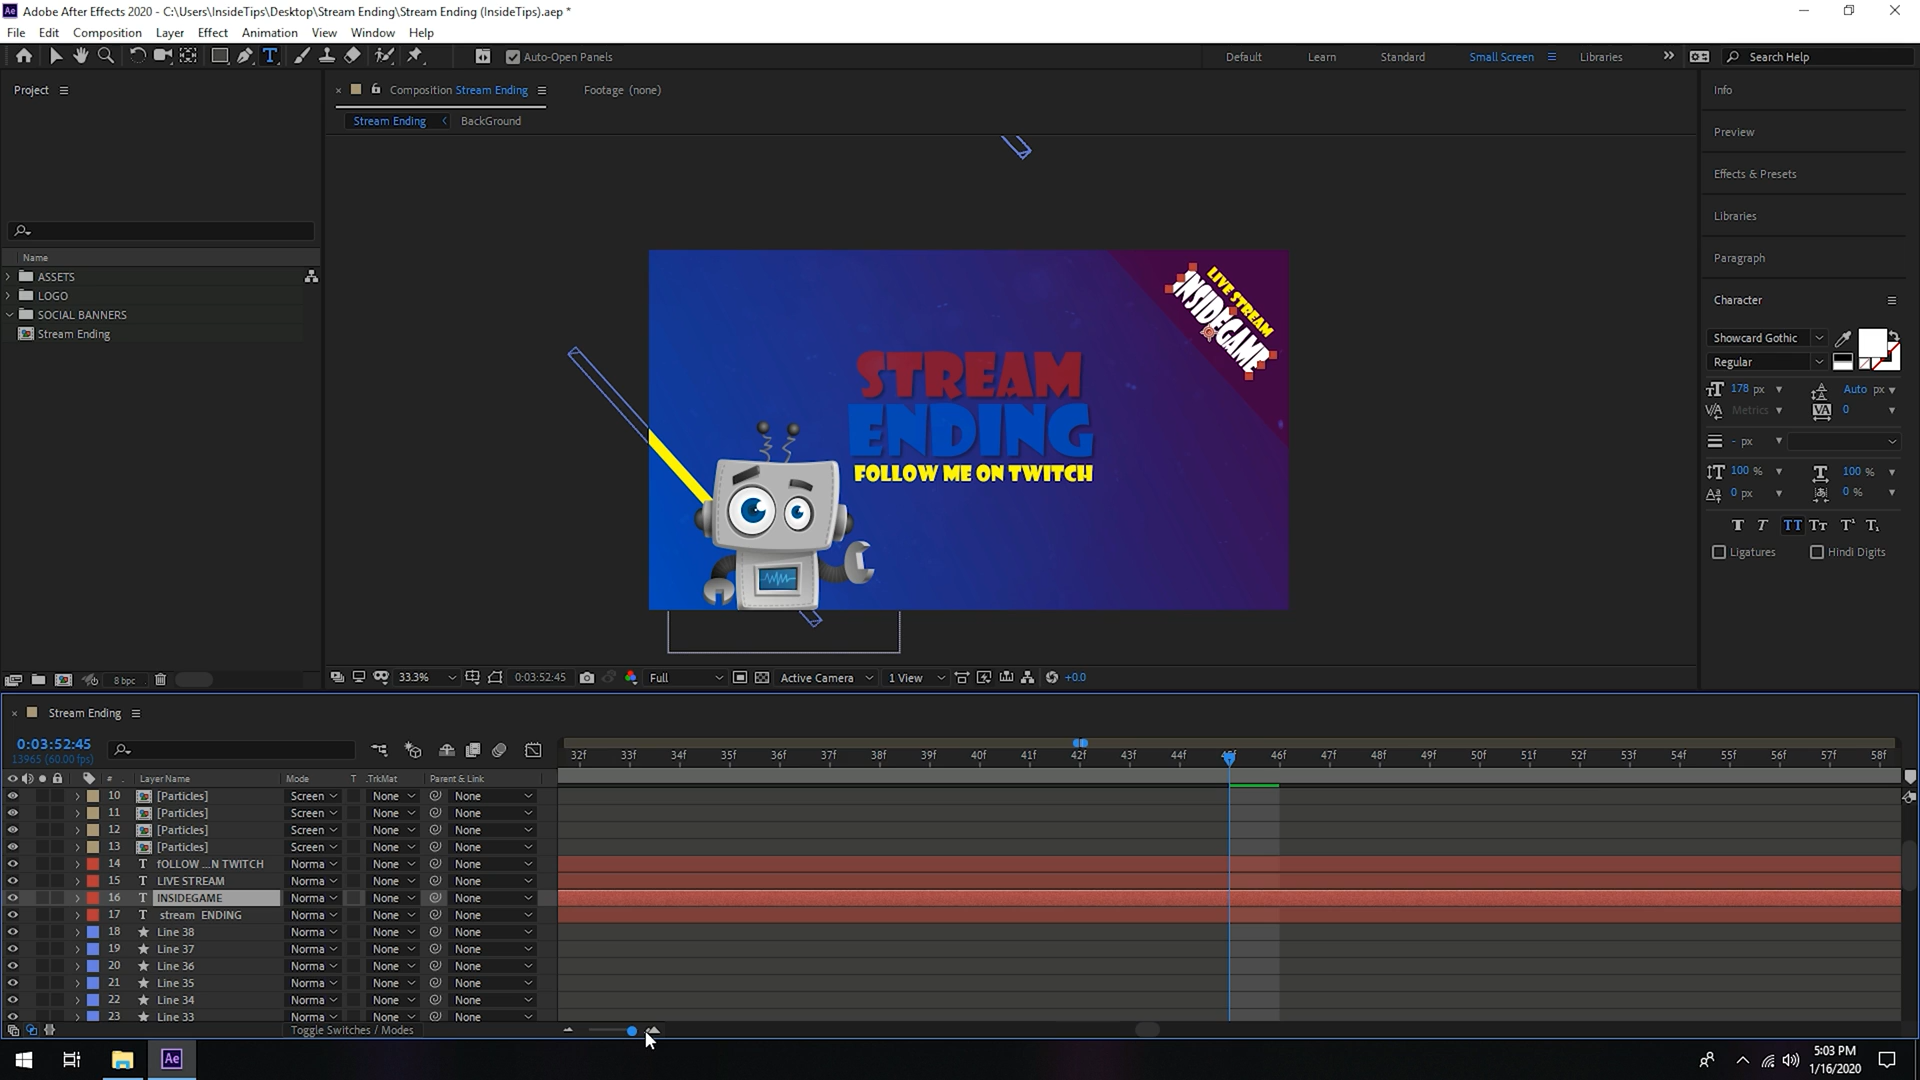 Adobe After Effects 2020 - C:\Users\InsideTips\Desktop\Stream Ending\Stream Ending (InsideTips).aep *
File Edit Composition Layer Effect Animation View Window Help
Auto-Open Panels
Default Learn Standard Small Screen Libraries Search Help
Project
Composition Stream Ending
Footage (none)
Stream Ending BackGround
Name
ASSETS
LOGO
SOCIAL BANNERS
Stream Ending
8 bpc
LIVE STREAM
INSIDEGAME
STREAM
ENDING
FOLLOW ME ON TWITCH
33.3% 0:03:52:45 Full Active Camera 1 View +0.0
Info
Preview
Effects & Presets
Libraries
Paragraph
Character
Showcard Gothic
Regular
178 px Auto px
Metrics 0
- px
100 % 100 %
0 px 0 %
Ligatures Hindi Digits
Stream Ending
0:03:52:45
13965 (60.00 fps)
32f 33f 34f 35f 36f 37f 38f 39f 40f 41f 42f 43f 44f 45f 46f 47f 48f 49f 50f 51f 52f 53f 54f 55f 56f 57f 58f
# Layer Name Mode T .TrkMat Parent & Link
10 [Particles] Screen None None
11 [Particles] Screen None None
12 [Particles] Screen None None
13 [Particles] Screen None None
14 T fOLLOW ...N TWITCH Norma None None
15 T LIVE STREAM Norma None None
16 T INSIDEGAME Norma None None
17 T stream ENDING Norma None None
18 Line 38 Norma None None
19 Line 37 Norma None None
20 Line 36 Norma None None
21 Line 35 Norma None None
22 Line 34 Norma None None
23 Line 33 Norma None None
Toggle Switches / Modes
Ae
5:03 PM
1/16/2020